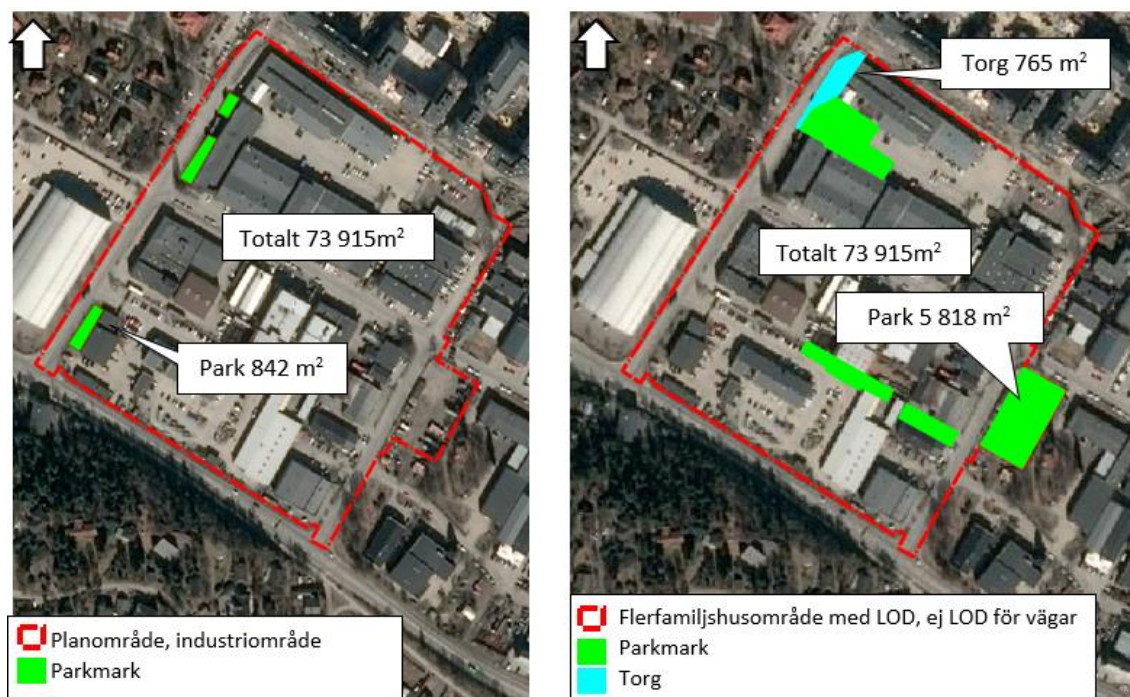 Totalt 73 915m²
Park 842 m²
Planområde, industriområde
Parkmark
Torg 765 m²
Totalt 73 915m²
Park 5 818 m²
Flerfamiljshusområde med LOD, ej LOD för vägar
Parkmark
Torg